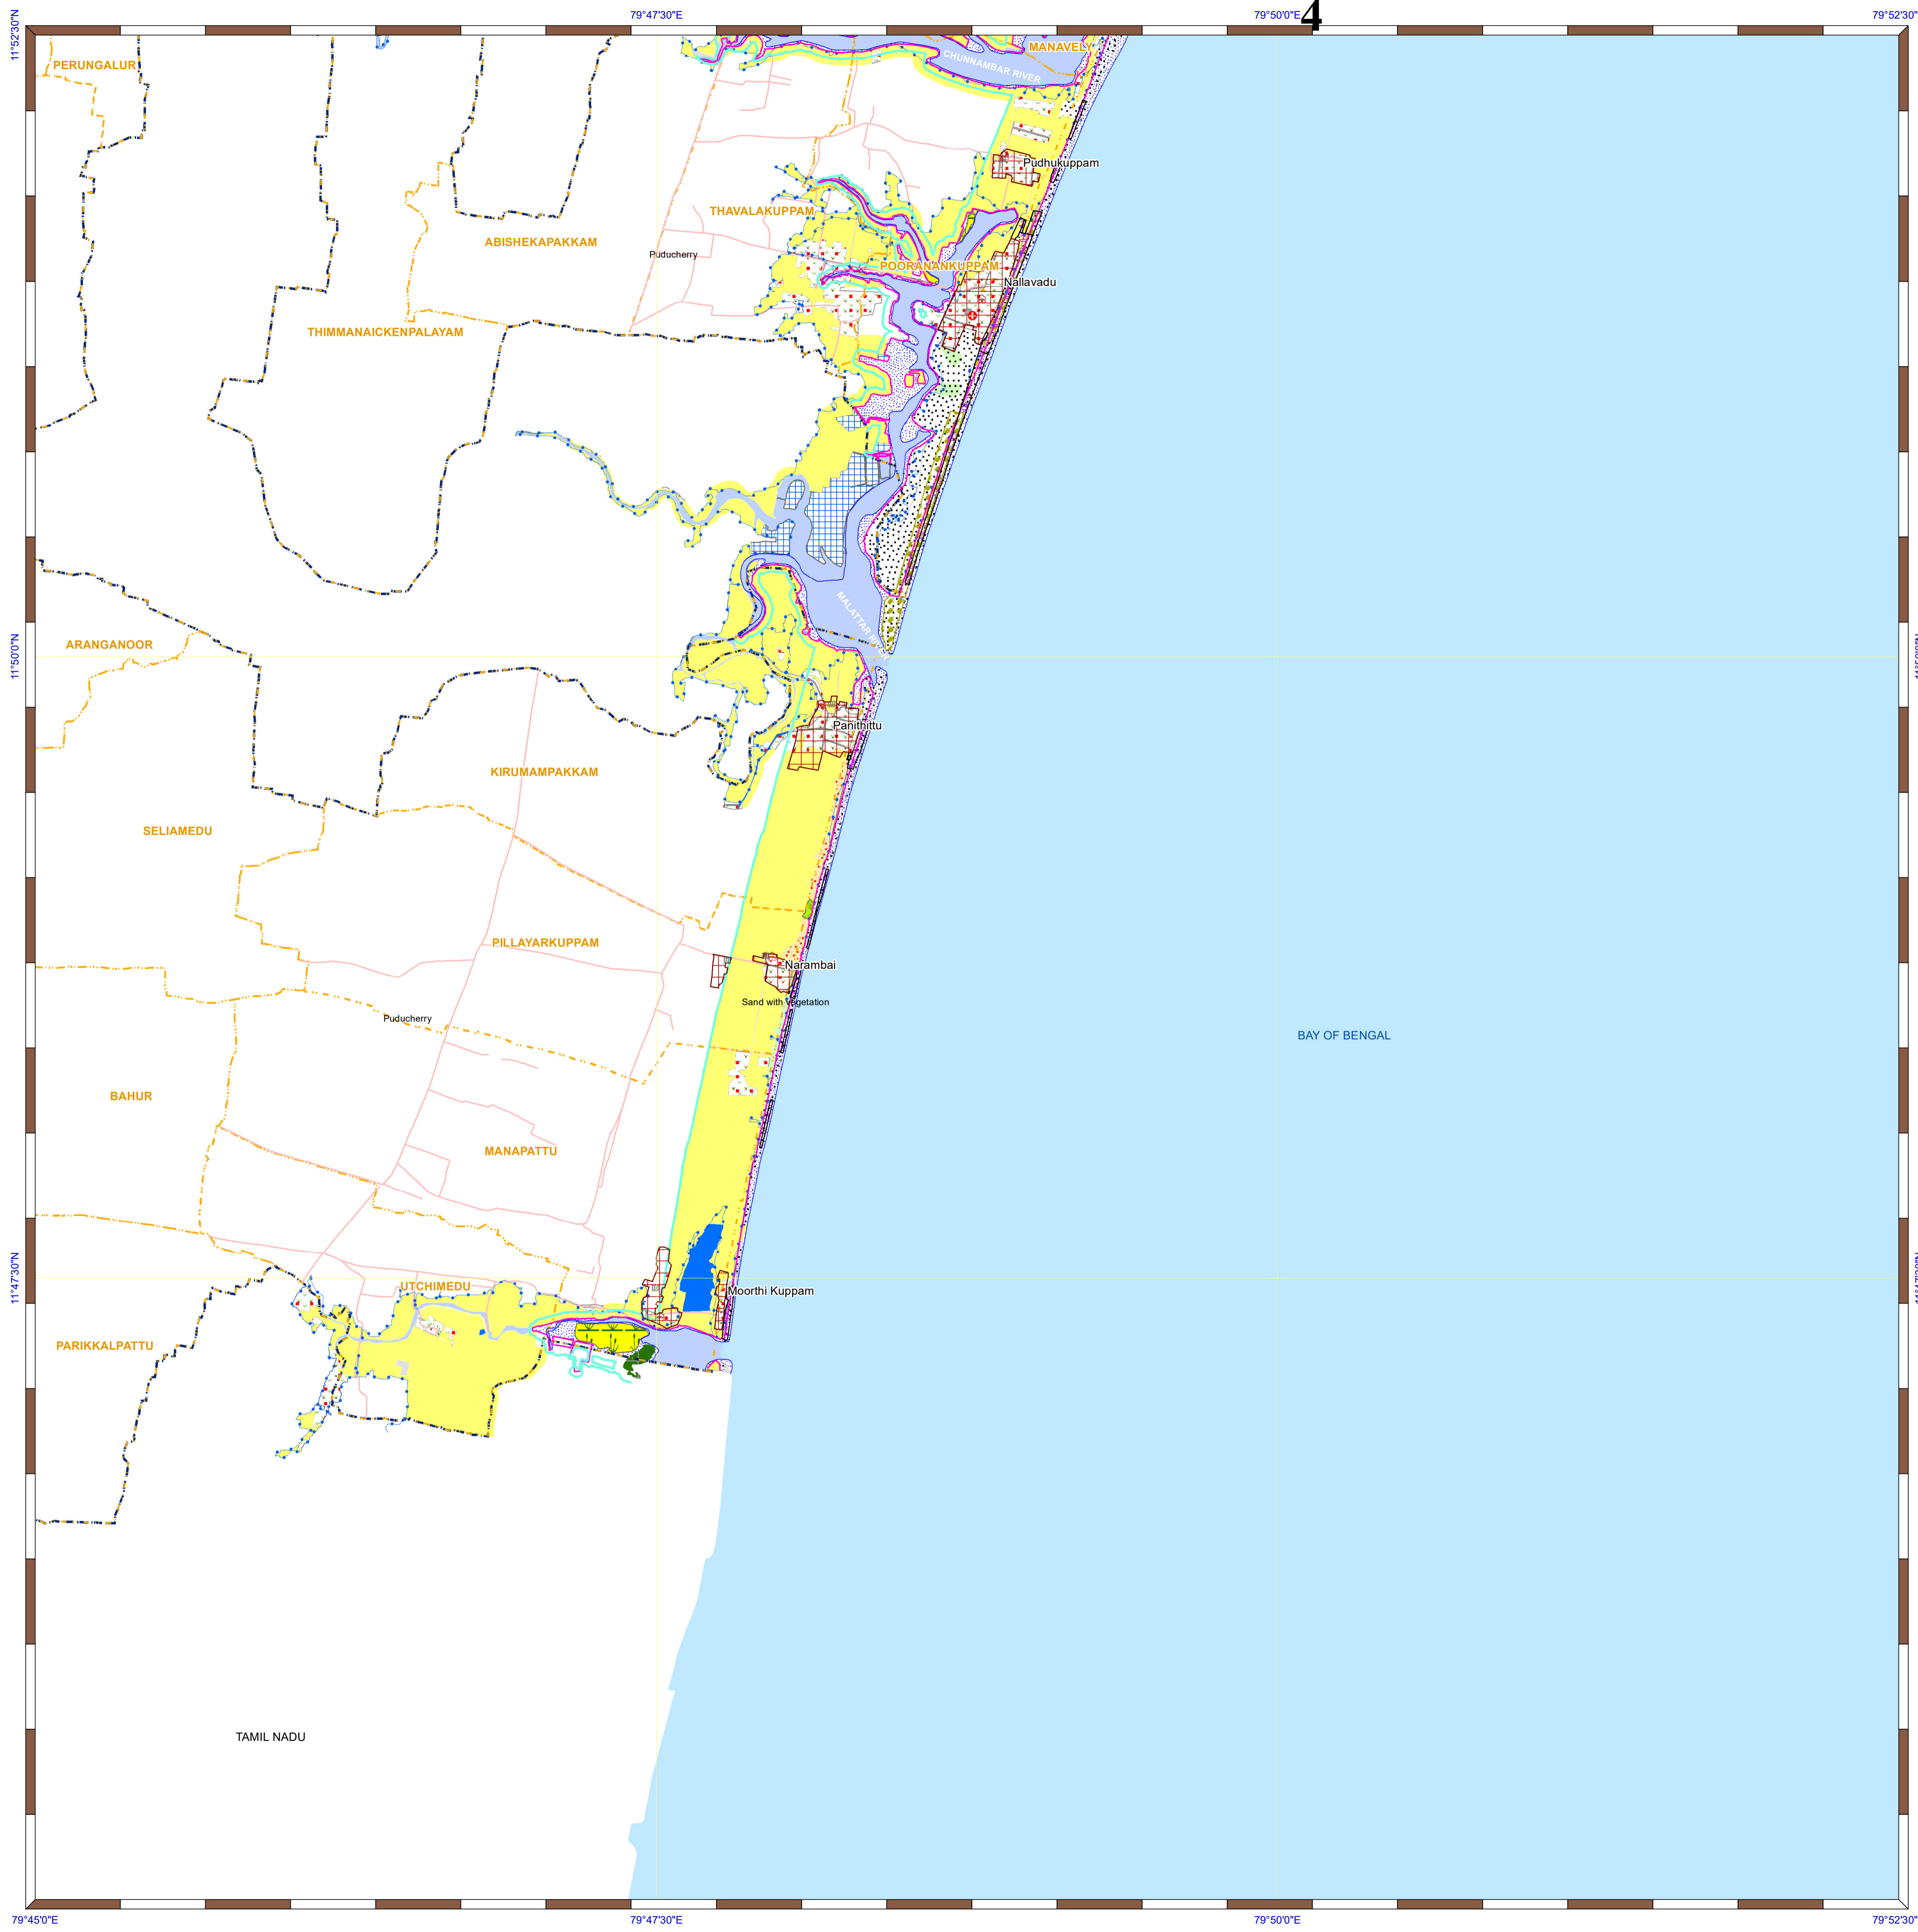 4
79°47'30"E
79°50'0"E
79°52'30"
11°52'30"N
MANAVELY
PERUNGALUR
CHUNNAMBAR RIVER
Pudhukuppam
THAVALAKUPPAM
ABISHEKAPAKKAM
Puducherry
POORANANKUPPAM
Nallavadu
THIMMANAICKENPALAYAM
MALATTAR RIVER
ARANGANOOR
11°50'0"N
Panithittu
KIRUMAMPAKKAM
SELIAMEDU
PILLAYARKUPPAM
Narambai
Sand with Vegetation
Puducherry
BAY OF BENGAL
BAHUR
MANAPATTU
11°47'30"N
UTCHIMEDU
Moorthi Kuppam
PARIKKALPATTU
TAMIL NADU
79°45'0"E
79°47'30"E
79°50'0"E
79°52'30"